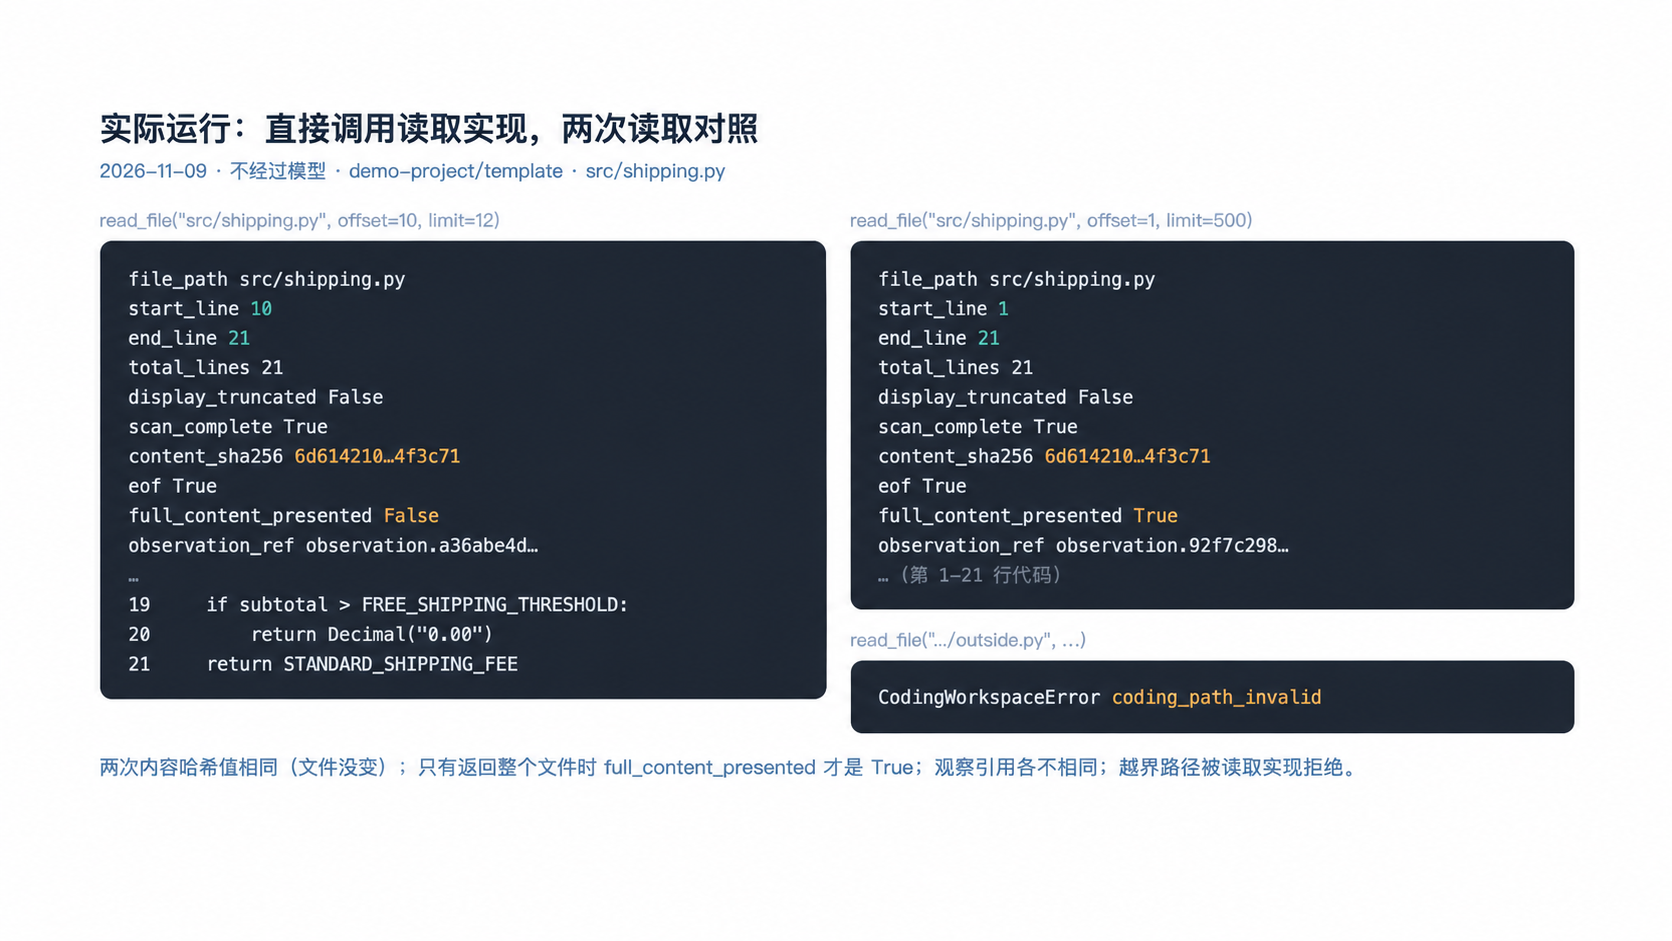 实际运行：直接调用读取实现，两次读取对照
2026–11–09 · 不经过模型 · demo–project/template · src/shipping.py
read_file("src/shipping.py", offset=10, limit=12)
file_path src/shipping.py
start_line 10
end_line 21
total_lines 21
display_truncated False
scan_complete True
content_sha256 6d614210…4f3c71
eof True
full_content_presented False
observation_ref observation.a36abe4d…
…
19     if subtotal > FREE_SHIPPING_THRESHOLD:
20         return Decimal("0.00")
21     return STANDARD_SHIPPING_FEE
read_file("src/shipping.py", offset=1, limit=500)
file_path src/shipping.py
start_line 1
end_line 21
total_lines 21
display_truncated False
scan_complete True
content_sha256 6d614210…4f3c71
eof True
full_content_presented True
observation_ref observation.92f7c298…
… (第 1–21 行代码)
read_file("…/outside.py", …)
CodingWorkspaceError coding_path_invalid
两次内容哈希值相同（文件没变）；只有返回整个文件时 full_content_presented 才是 True；观察引用各不相同；越界路径被读取实现拒绝。